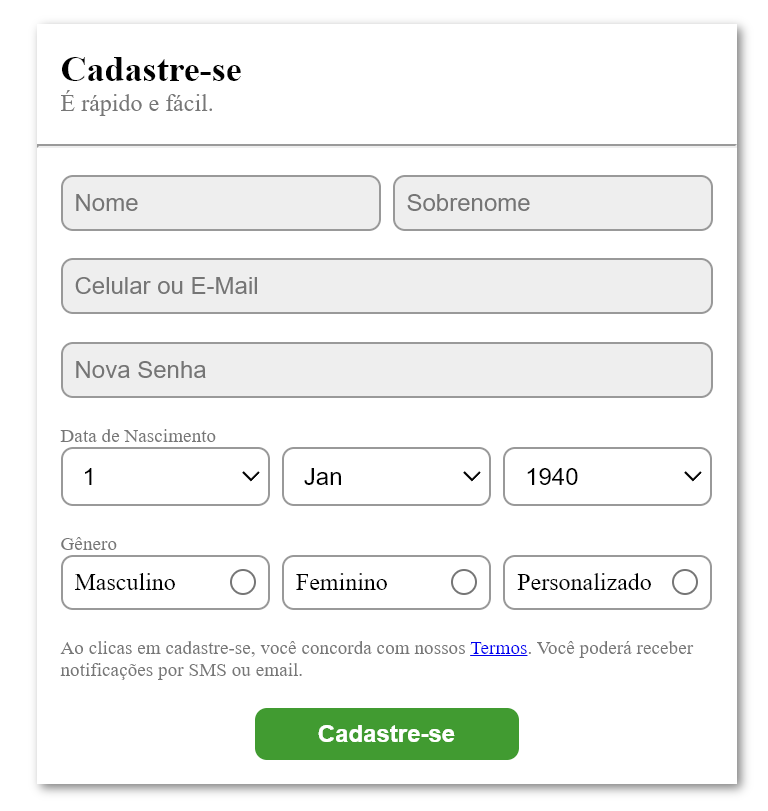 Cadastre-se
É rápido e fácil.
Nome Sobrenome
Celular ou E-Mail
Nova Senha
Data de Nascimento
1 Jan 1940
Gênero
Masculino Feminino Personalizado
Ao clicas em cadastre-se, você concorda com nossos Termos. Você poderá receber
notificações por SMS ou email.
Cadastre-se